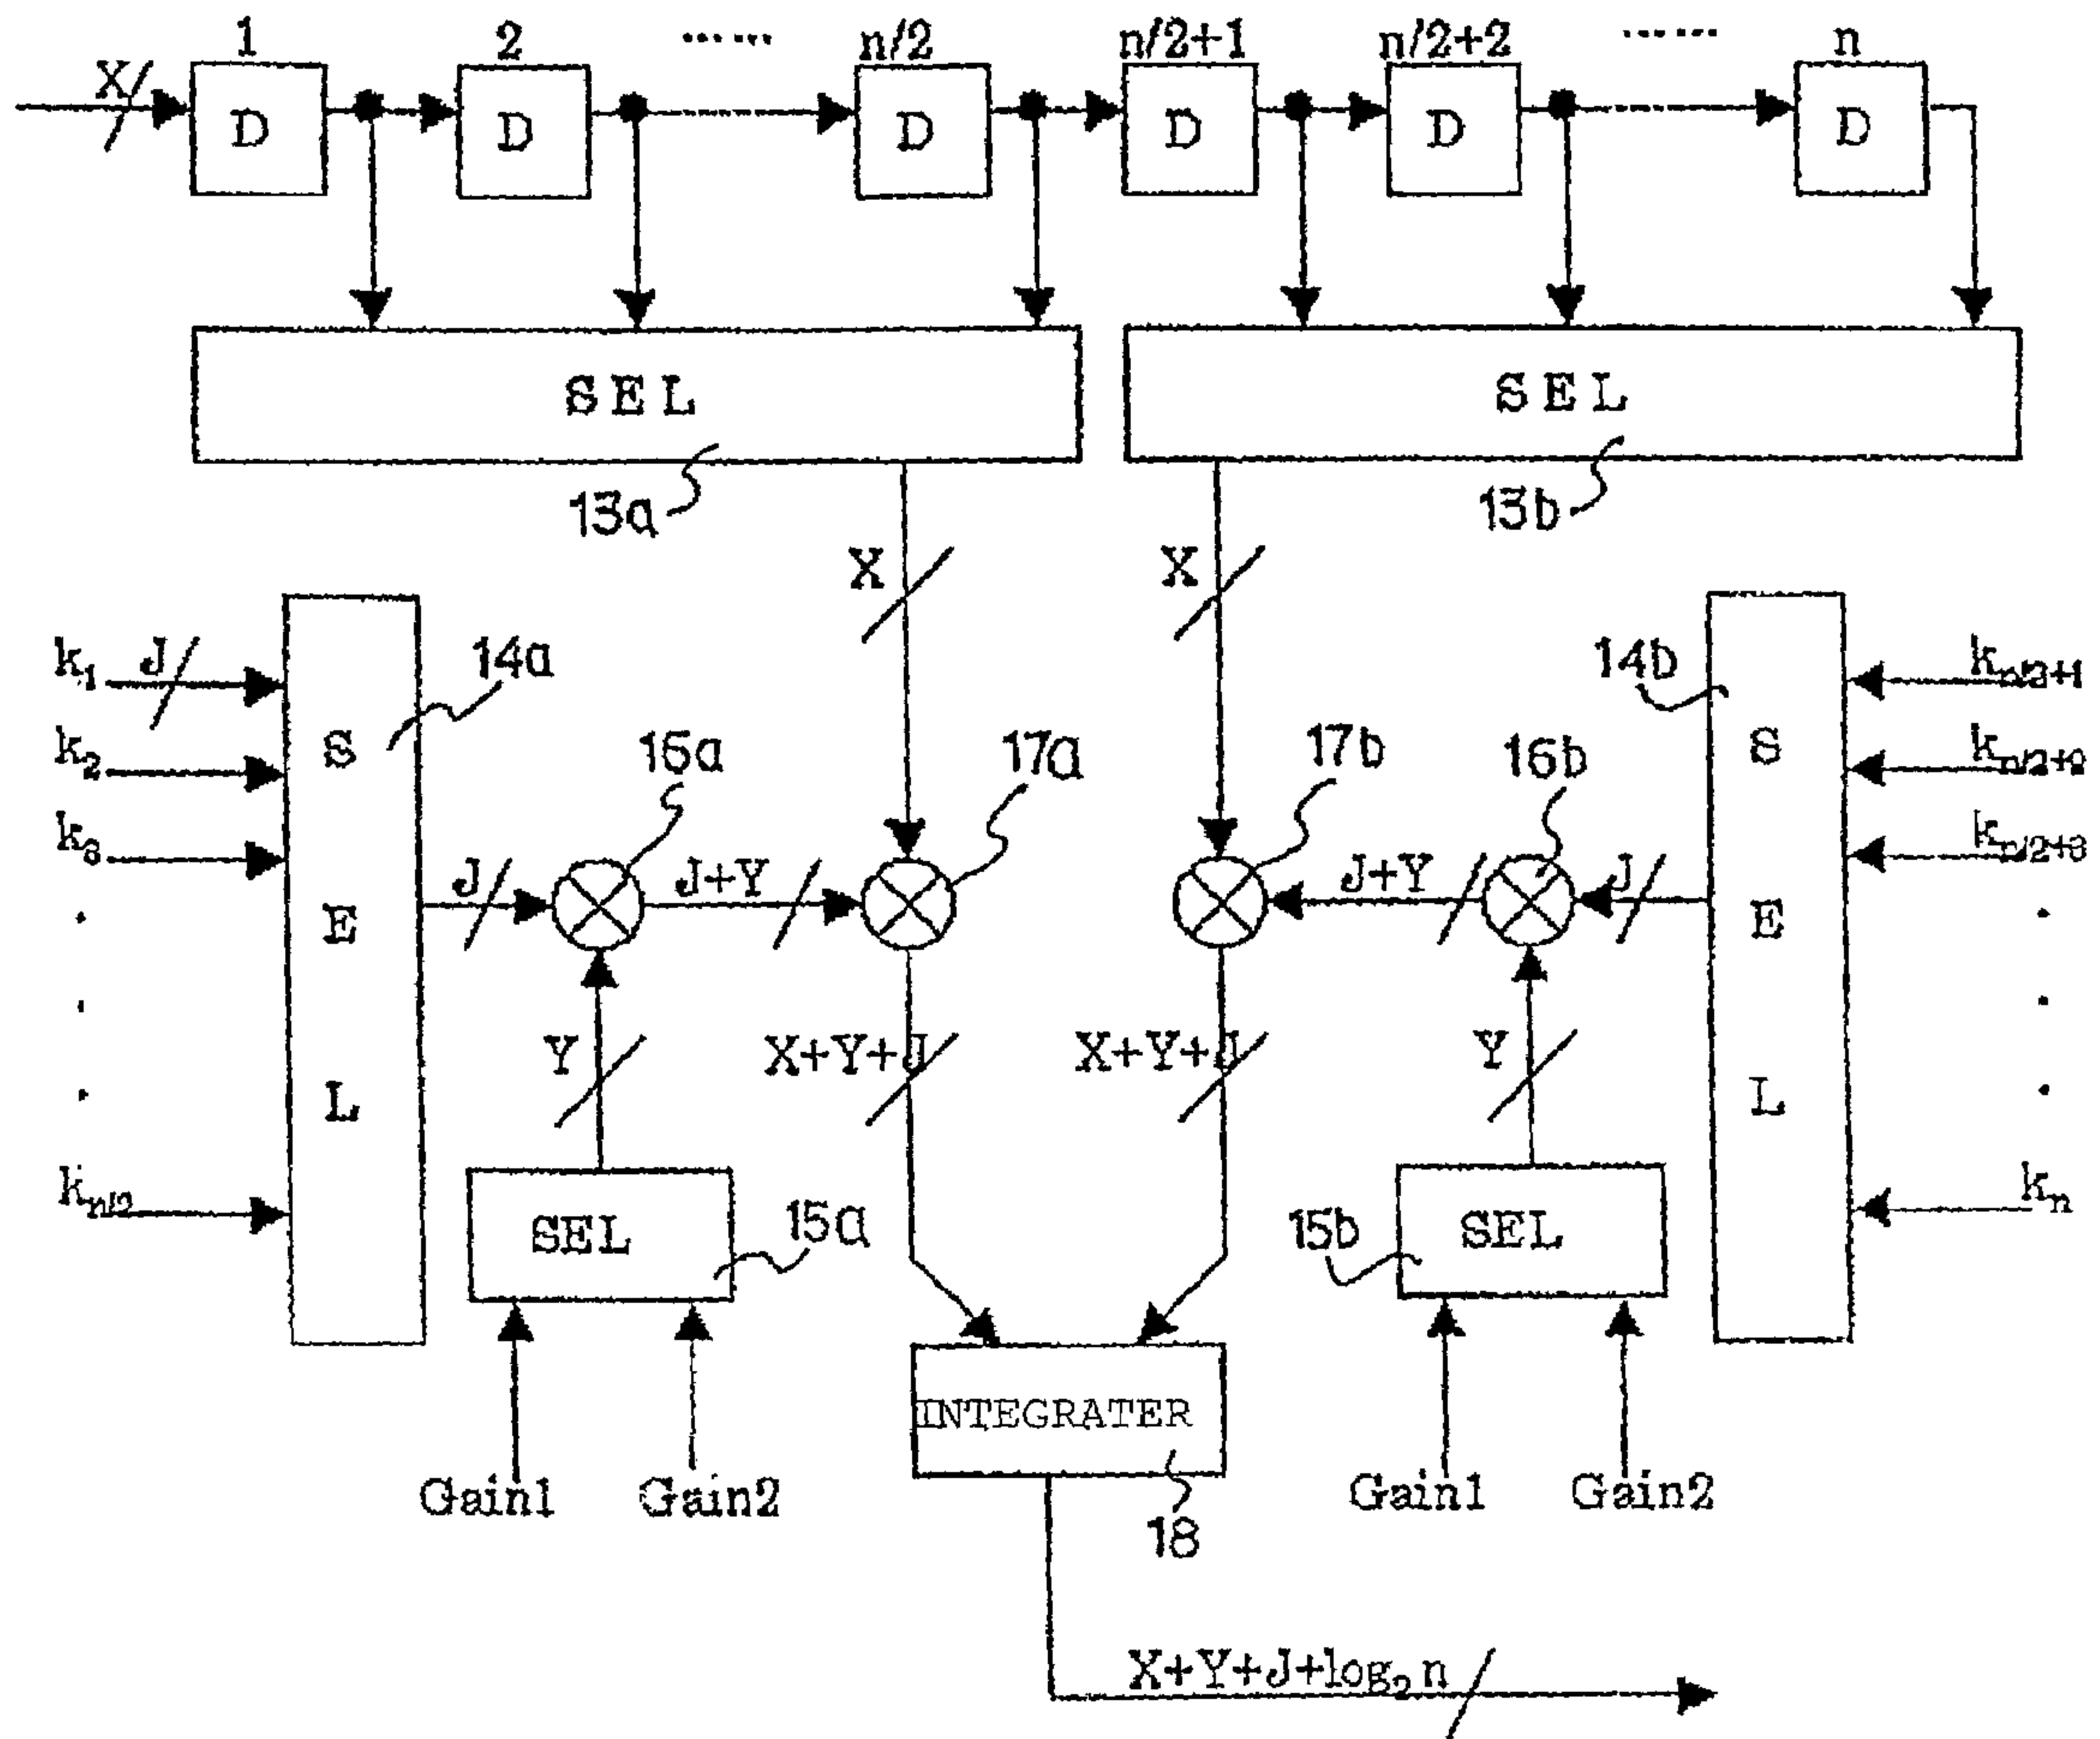 1 2 ...... n/2 n/2+1 n/2+2 ...... n
X
D D D D D D
SEL SEL
13a 13b
X X
k₁ J 14a 14b kₙ/₂₊₁
k₂ S 16a 17a 17b 16b S kₙ/₂₊₂
k₃ kₙ/₂₊₃
J J+Y J+Y J
E E
Y X+Y+J X+Y+J Y
L L
kₙ/₂ kₙ
SEL 15a 15b SEL
INTEGRATER
Gain1 Gain2 Gain1 Gain2
18
X+Y+J+log₂n